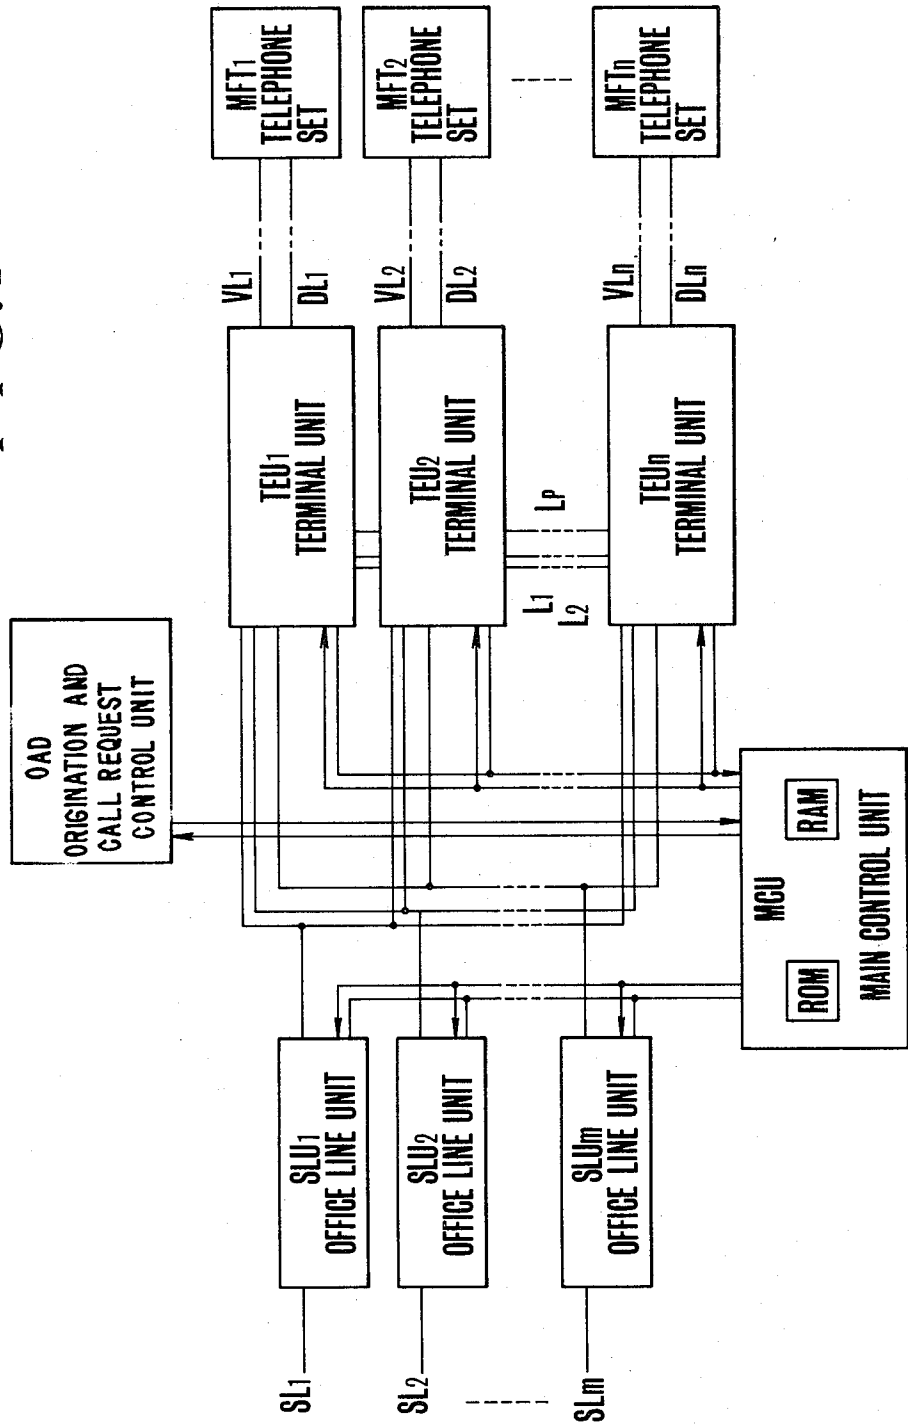 OAD
ORIGINATION AND
CALL REQUEST
CONTROL UNIT
MFT1
TELEPHONE
SET
MFT2
TELEPHONE
SET
MFTn
TELEPHONE
SET
VL1
DL1
VL2
DL2
VLn
DLn
TEU1
TERMINAL UNIT
TEU2
TERMINAL UNIT
TEUn
TERMINAL UNIT
LP
L1
L2
SLU1
OFFICE LINE UNIT
SLU2
OFFICE LINE UNIT
SLUm
OFFICE LINE UNIT
SL1
SL2
SLm
ROM
RAM
MCU
MAIN CONTROL UNIT